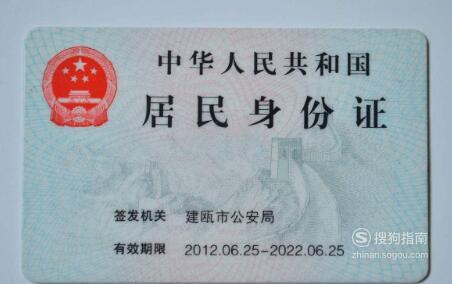 中华人民共和国
居民身份证
签发机关 建瓯市公安局
有效期限 2012.06.25-2022.06.25
搜狗指南
zhinan.sogou.com